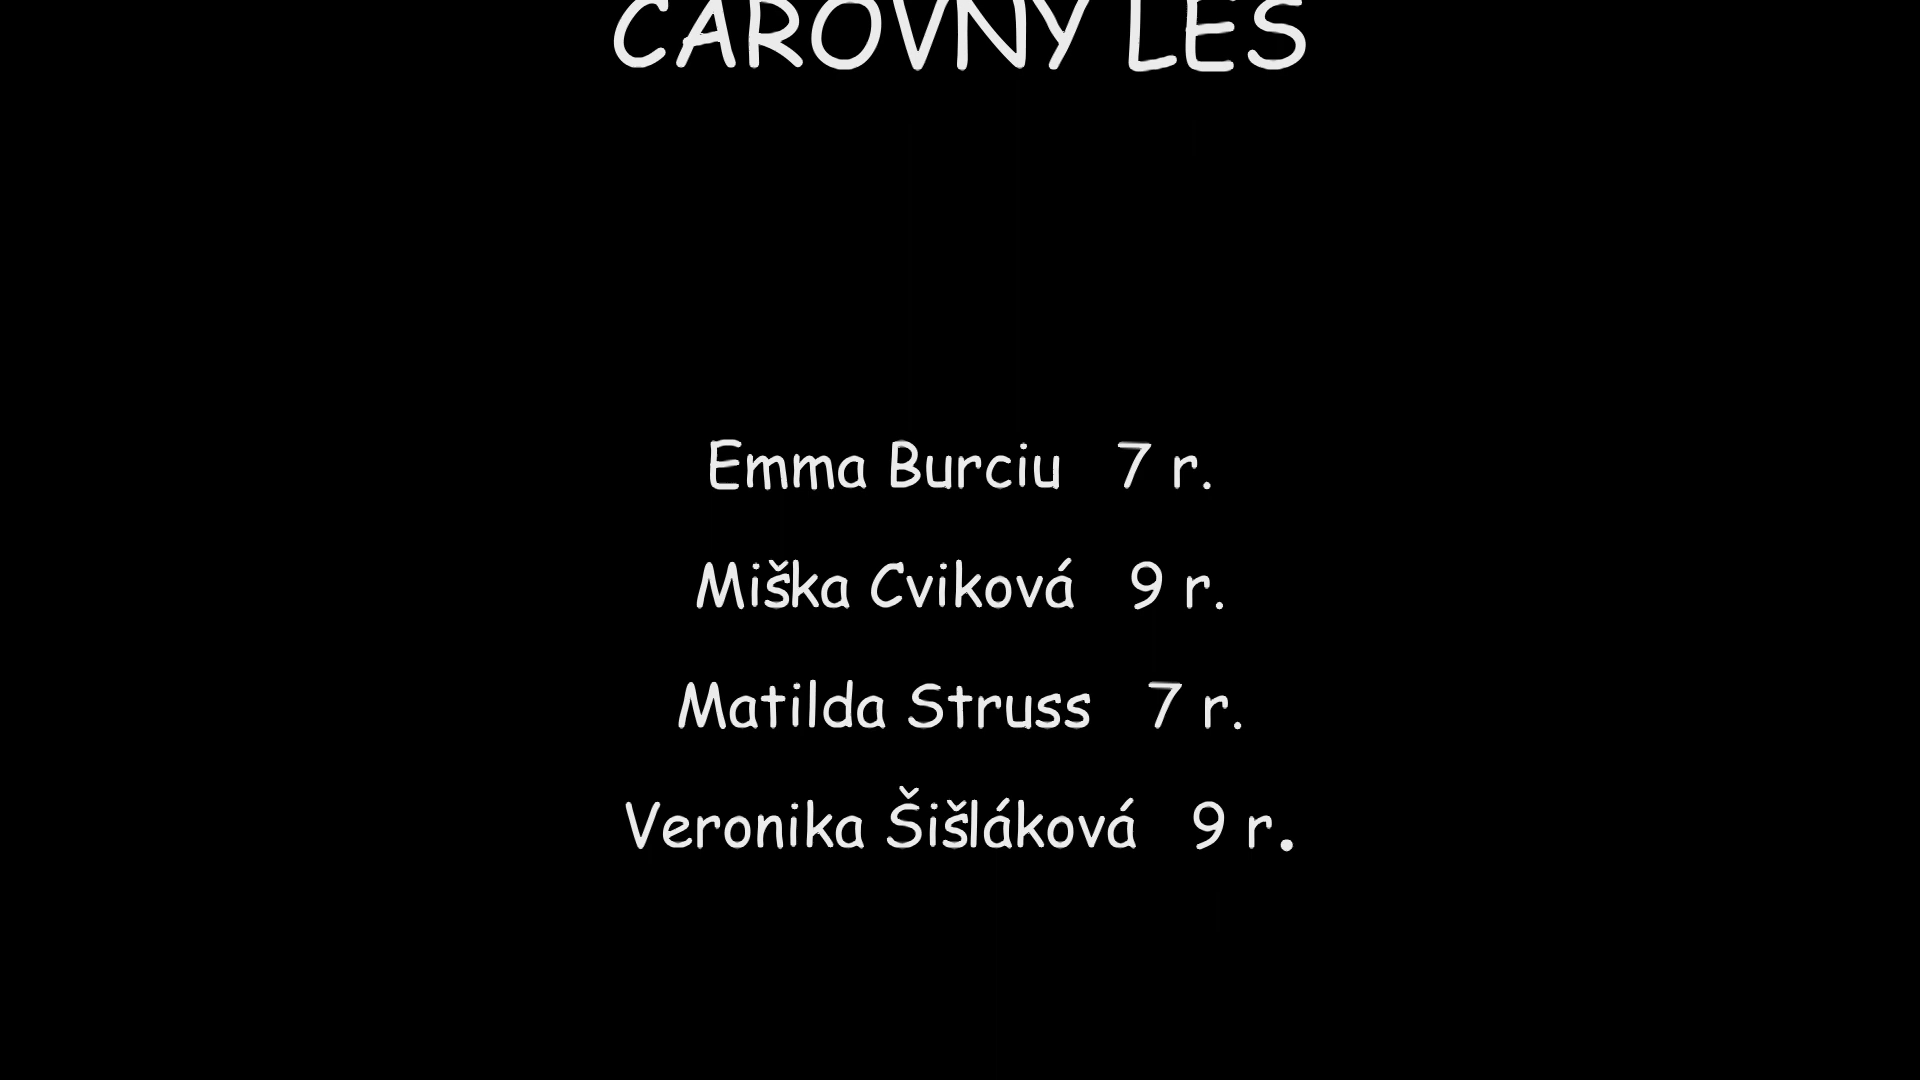 ČAROVNÝ LES
Emma Burciu 7 r.
Miška Cviková 9 r.
Matilda Struss 7 r.
Veronika Šišláková 9 r.